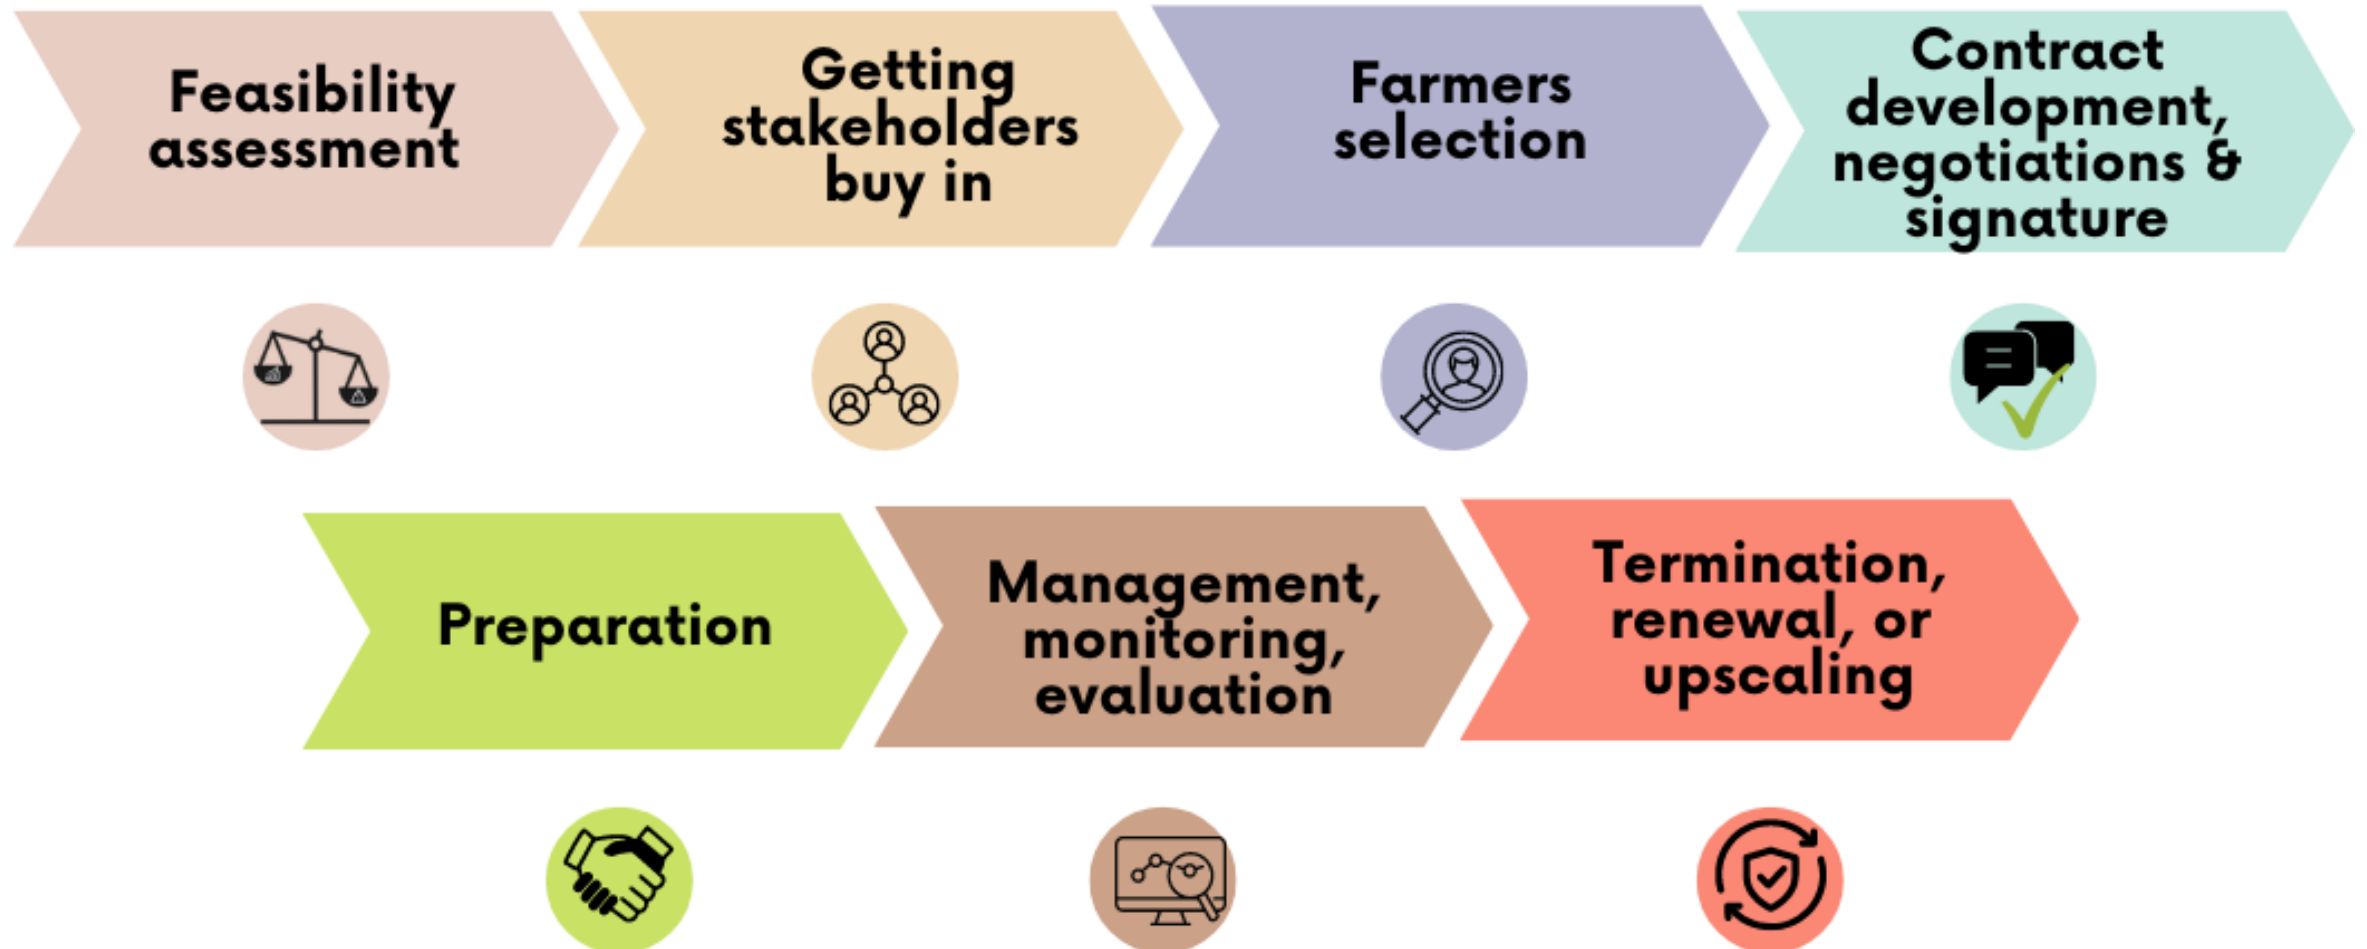 Feasibility
assessment
Getting
stakeholders
buy in
Farmers
selection
Contract
development,
negotiations &
signature
Preparation
Management,
monitoring,
evaluation
Termination,
renewal, or
upscaling